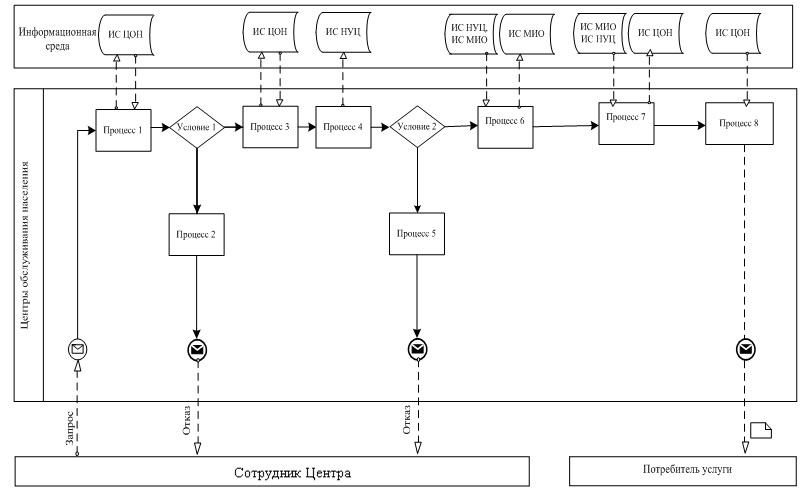 Информационная
среда
ИС ЦОН
ИС ЦОН
ИС НУЦ
ИС НУЦ,
ИС МИО
ИС МИО
ИС МИО
ИС НУЦ
ИС ЦОН
ИС ЦОН
Центры обслуживания населения
Процесс 1
Условие 1
Процесс 3
Процесс 4
Условие 2
Процесс 6
Процесс 7
Процесс 8
Процесс 2
Процесс 5
Запрос
Отказ
Отказ
Сотрудник Центра
Потребитель услуги